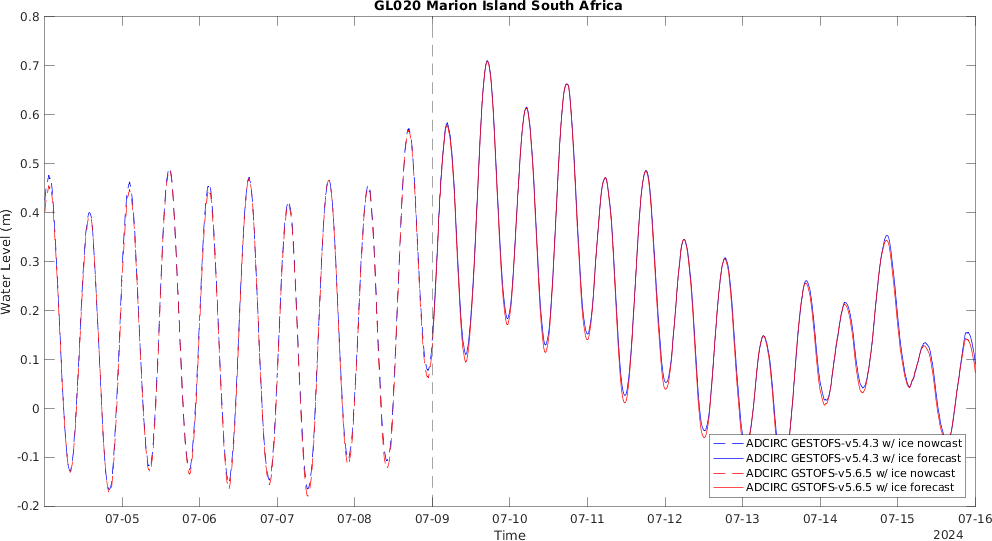 GL020 Marion Island South Africa
Water Level (m)
0.8
0.7
0.6
0.5
0.4
0.3
0.2
0.1
0
-0.1
-0.2
ADCIRC GESTOFS-v5.4.3 w/ ice nowcast
ADCIRC GESTOFS-v5.4.3 w/ ice forecast
ADCIRC GSTOFS-v5.6.5 w/ ice nowcast
ADCIRC GSTOFS-v5.6.5 w/ ice forecast
07-05 07-06 07-07 07-08 07-09 07-10 07-11 07-12 07-13 07-14 07-15 07-16
Time
2024